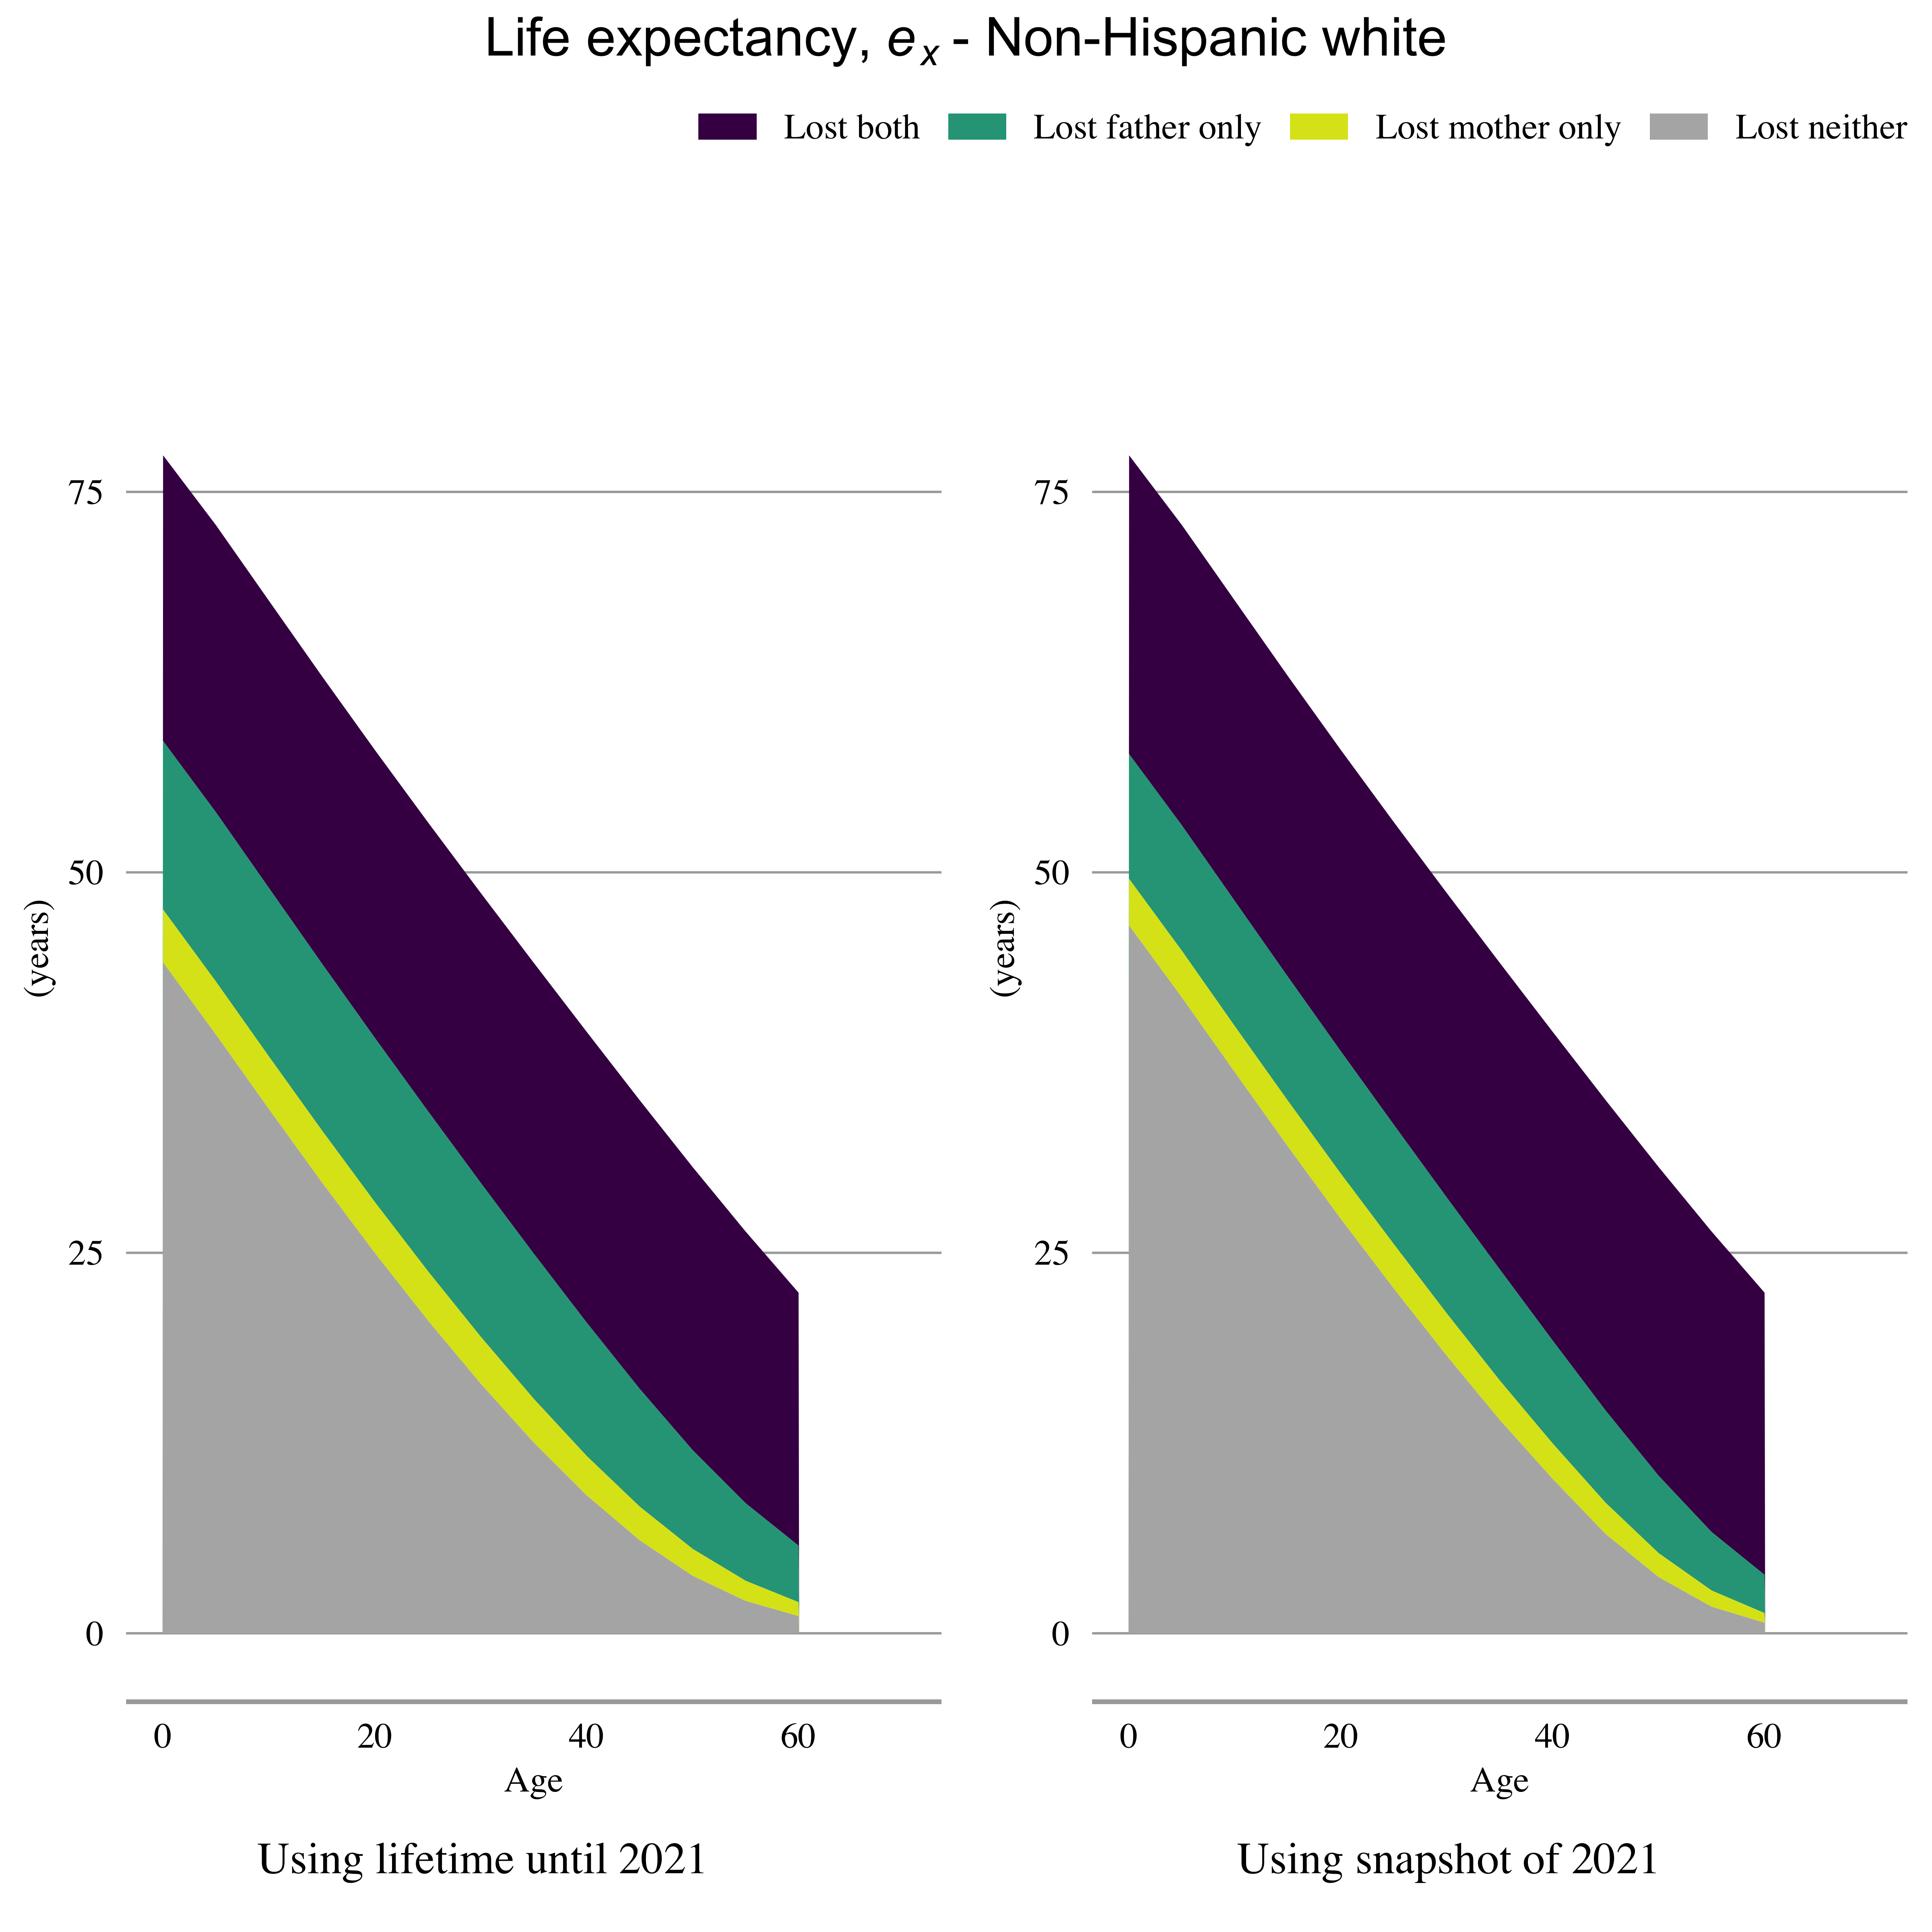 Life expectancy, eₓ - Non-Hispanic white
Lost both Lost father only Lost mother only Lost neither
75
50
25
0
(years)
0 20 40 60
Age
Using lifetime until 2021
75
50
25
0
(years)
0 20 40 60
Age
Using snapshot of 2021